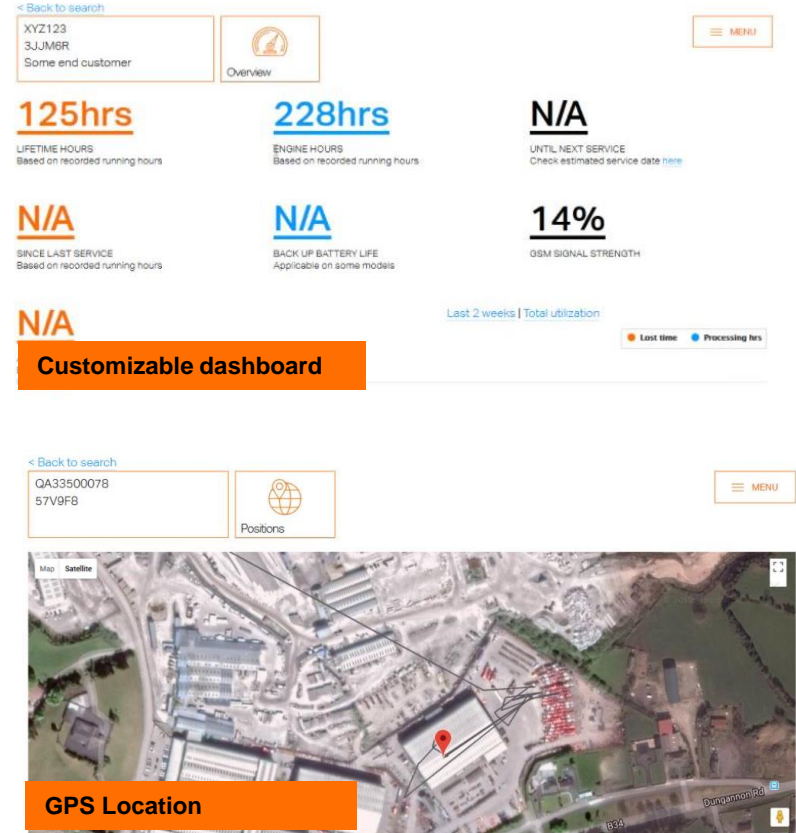 < Back to search
XYZ123
3JJM6R
Some end customer
Overview
MENU
125hrs
LIFETIME HOURS
Based on recorded running hours
228hrs
ENGINE HOURS
Based on recorded running hours
N/A
UNTIL NEXT SERVICE
Check estimated service date here
N/A
SINCE LAST SERVICE
Based on recorded running hours
N/A
BACK UP BATTERY LIFE
Applicable on some models
14%
GSM SIGNAL STRENGTH
N/A
Last 2 weeks | Total utilization
Lost time Processing hrs
Customizable dashboard
< Back to search
QA33500078
57V9F8
Positions
MENU
Map Satellite
Dungannon Rd
B34
GPS Location